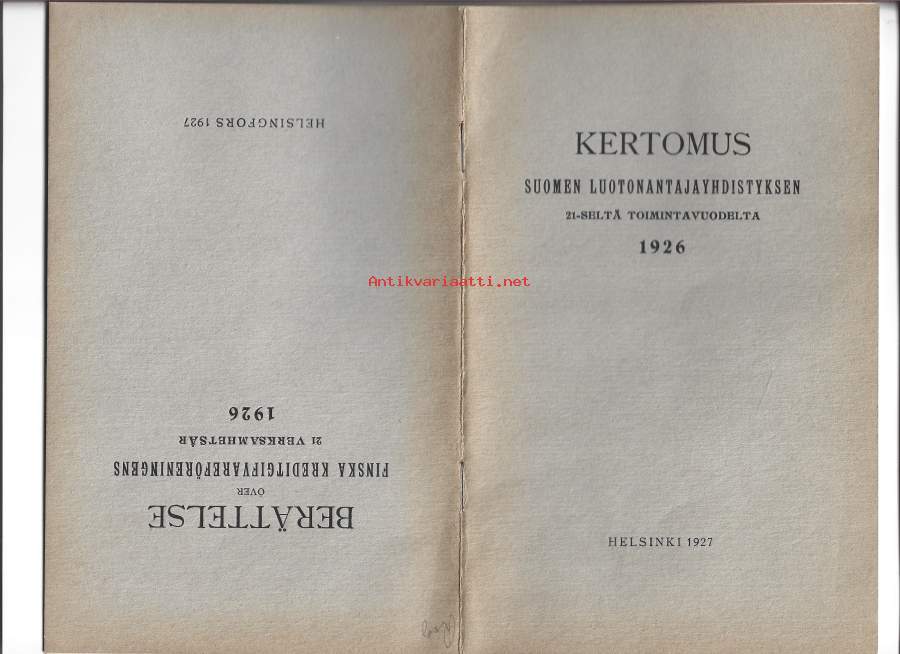 KERTOMUS
SUOMEN LUOTONANTAJAYHDISTYKSEN
21-SELTÄ TOIMINTAVUODELTA
1926
HELSINKI 1927
BERÄTTELSE
ÖVER
FINSKA KREDITGIFVAREFÖRENINGENS
21 VERKSAMHETSÅR
1926
HELSINGFORS 1927
Antikvariaatti.net